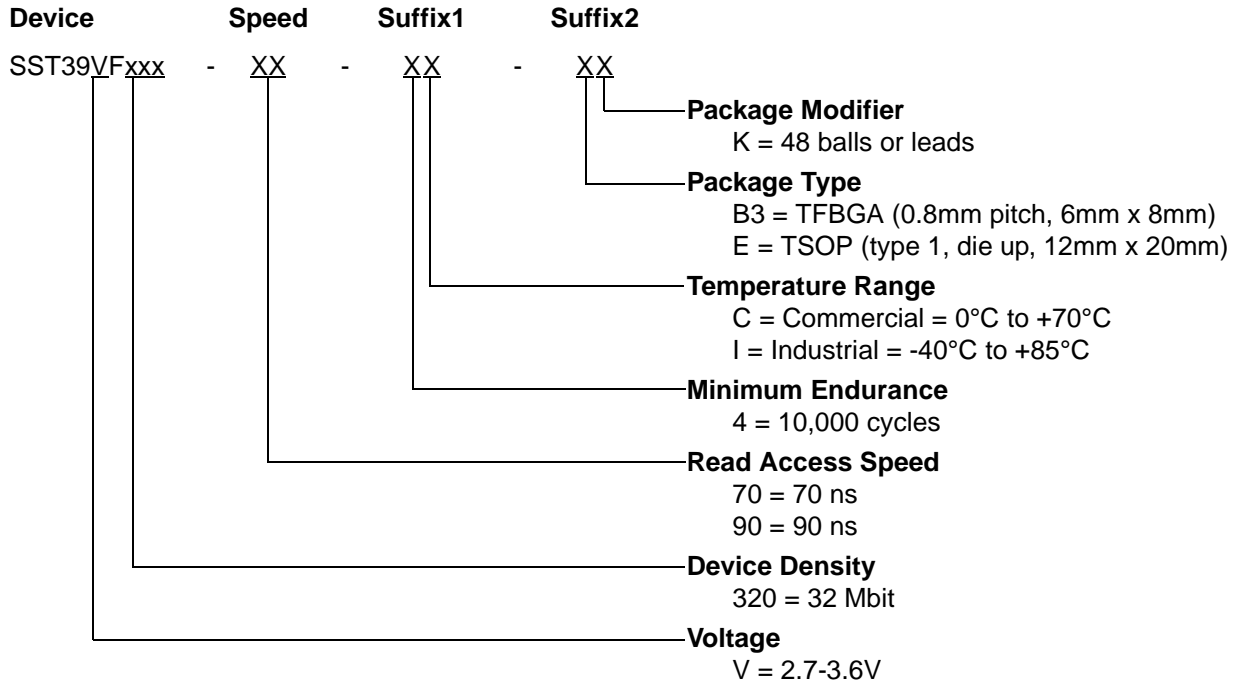 Device Speed Suffix1 Suffix2
SST39VFxxx - XX - XX - XX
Package Modifier
K = 48 balls or leads
Package Type
B3 = TFBGA (0.8mm pitch, 6mm x 8mm)
E = TSOP (type 1, die up, 12mm x 20mm)
Temperature Range
C = Commercial = 0°C to +70°C
I = Industrial = -40°C to +85°C
Minimum Endurance
4 = 10,000 cycles
Read Access Speed
70 = 70 ns
90 = 90 ns
Device Density
320 = 32 Mbit
Voltage
V = 2.7-3.6V